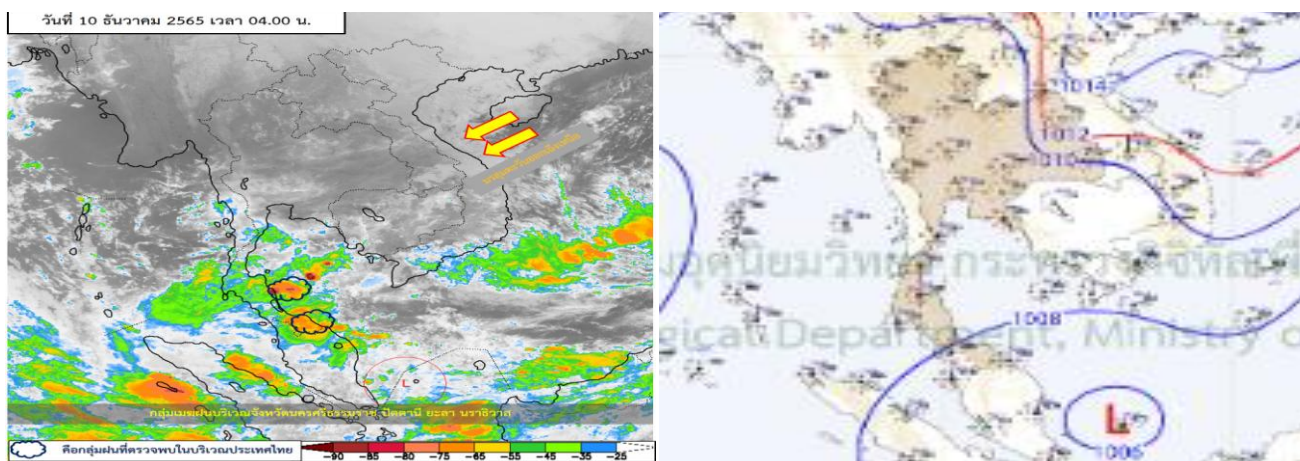 วันที่ 10 ธันวาคม 2565 เวลา 04.00 น.
L
กลุ่มเมฆฝนบริเวณจังหวัดนครศรีธรรมราช ปัตตานี ยะลา นราธิวาส
คือกลุ่มฝนที่ตรวจพบในบริเวณประเทศไทย
-90 -85 -80 -75 -65 -55 -45 -35 -25
1014
1012
1010
1008
gical Department, Ministry o
L
1006